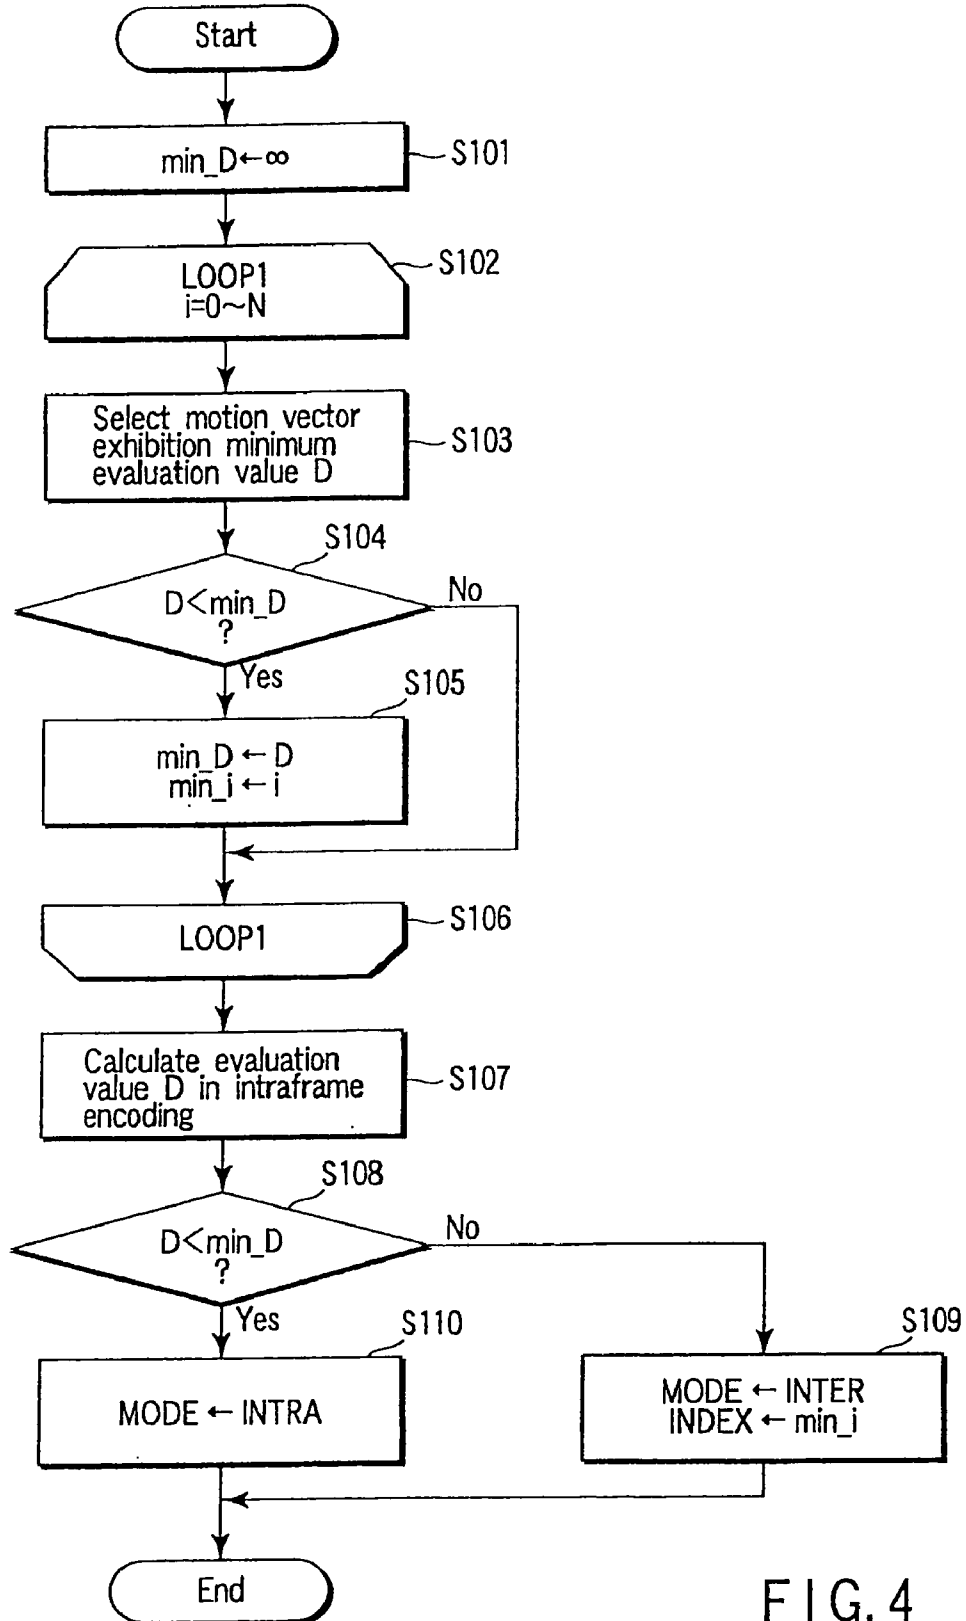 Start
min_D←∞
S101
LOOP1
i=0~N
S102
Select motion vector
exhibition minimum
evaluation value D
S103
S104
D<min_D
?
No
Yes
S105
min_D←D
min_i←i
LOOP1
S106
Calculate evaluation
value D in intraframe
encoding
S107
S108
D<min_D
?
No
Yes
S110
S109
MODE←INTRA
MODE←INTER
INDEX←min_i
End
FIG. 4